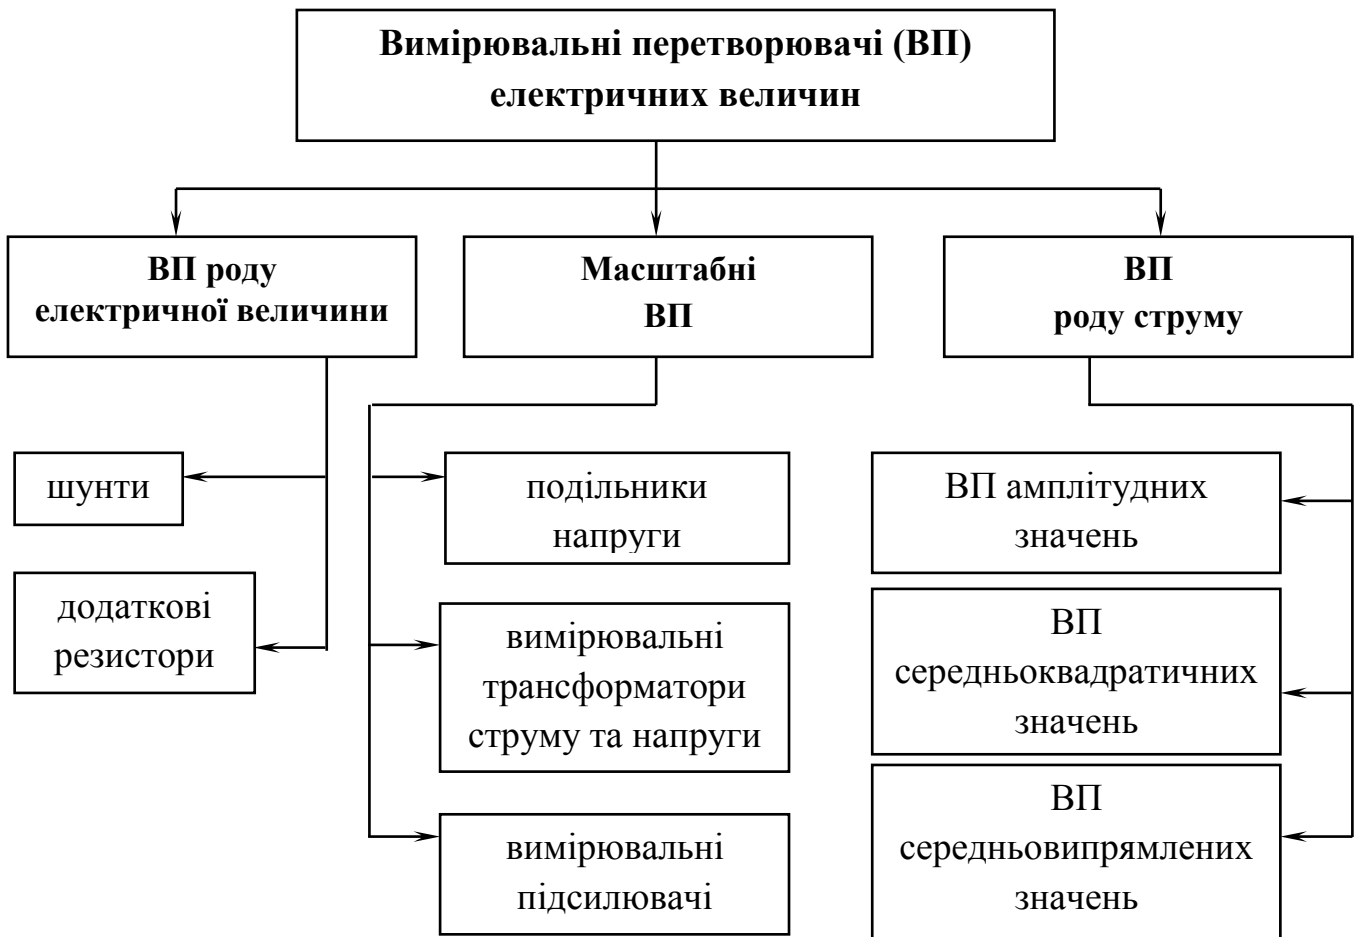 Вимірювальні перетворювачі (ВП)
електричних величин
ВП роду
електричної величини
Масштабні
ВП
ВП
роду струму
шунти
додаткові
резистори
подільники
напруги
вимірювальні
трансформатори
струму та напруги
вимірювальні
підсилювачі
ВП амплітудних
значень
ВП
середньоквадратичних
значень
ВП
середньовипрямлених
значень